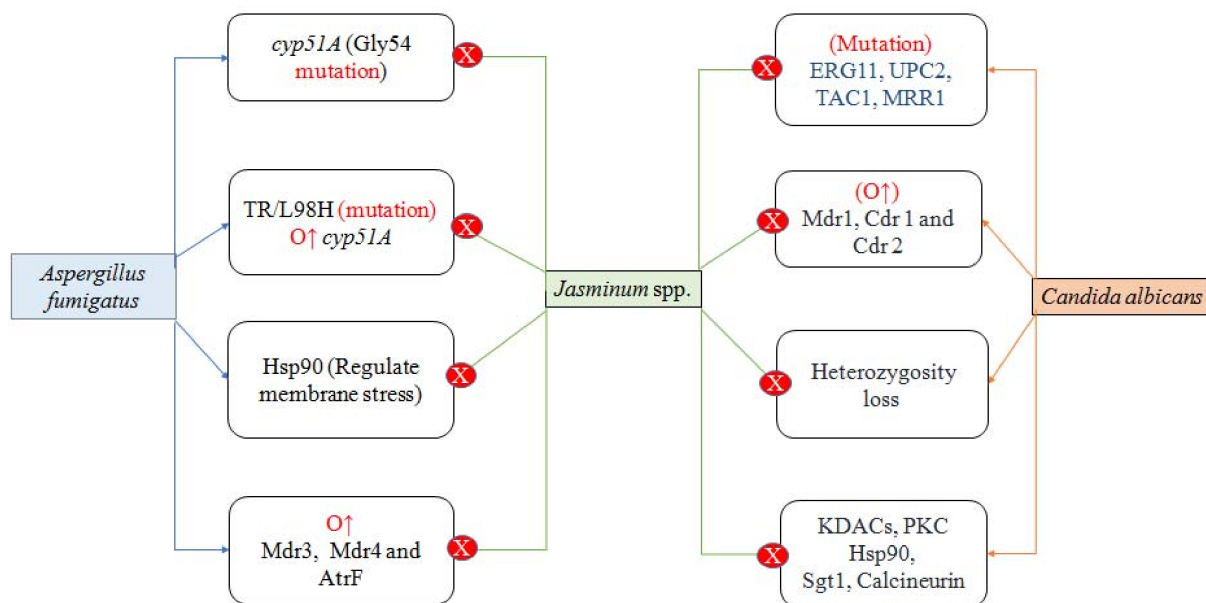 cyp51A (Gly54
mutation)
X
TR/L98H (mutation)
O↑ cyp51A
X
Aspergillus
fumigatus
Hsp90 (Regulate
membrane stress)
X
O↑
Mdr3, Mdr4 and
AtrF
X
Jasminum spp.
X
(Mutation)
ERG11, UPC2,
TAC1, MRR1
X
(O↑)
Mdr1, Cdr 1 and
Cdr 2
X
Heterozygosity
loss
X
KDACs, PKC
Hsp90,
Sgt1, Calcineurin
Candida albicans